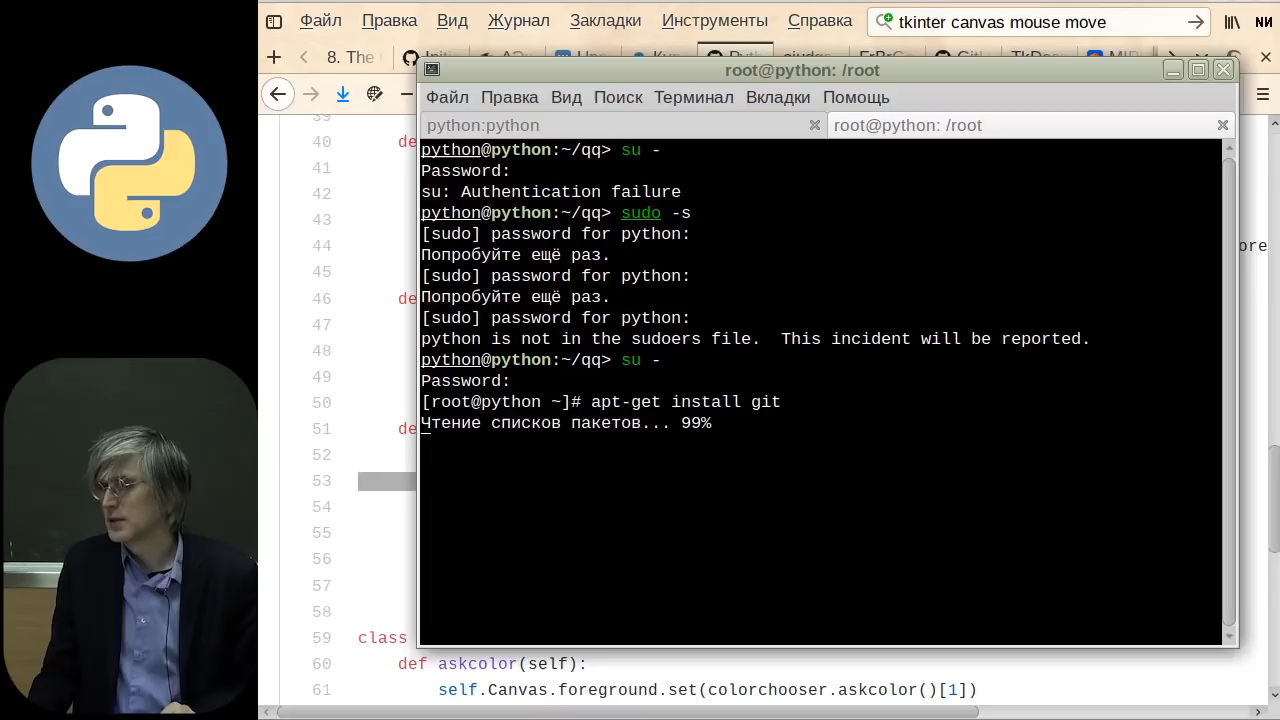 Файл Правка Вид Журнал Закладки Инструменты Справка tkinter canvas mouse move
8. The
root@python: /root
Файл Правка Вид Поиск Терминал Вкладки Помощь
python:python root@python: /root
python@python:~/qq> su -
Password:
su: Authentication failure
python@python:~/qq> sudo -s
[sudo] password for python:
Попробуйте ещё раз.
[sudo] password for python:
Попробуйте ещё раз.
[sudo] password for python:
python is not in the sudoers file.  This incident will be reported.
python@python:~/qq> su -
Password:
[root@python ~]# apt-get install git
Чтение списков пакетов... 99%
39
40 de
41
42
43
44 ore
45
46 de
47
48
49
50
51 de
52
53
54
55
56
57
58
59 class
60 def askcolor(self):
61 self.Canvas.foreground.set(colorchooser.askcolor()[1])